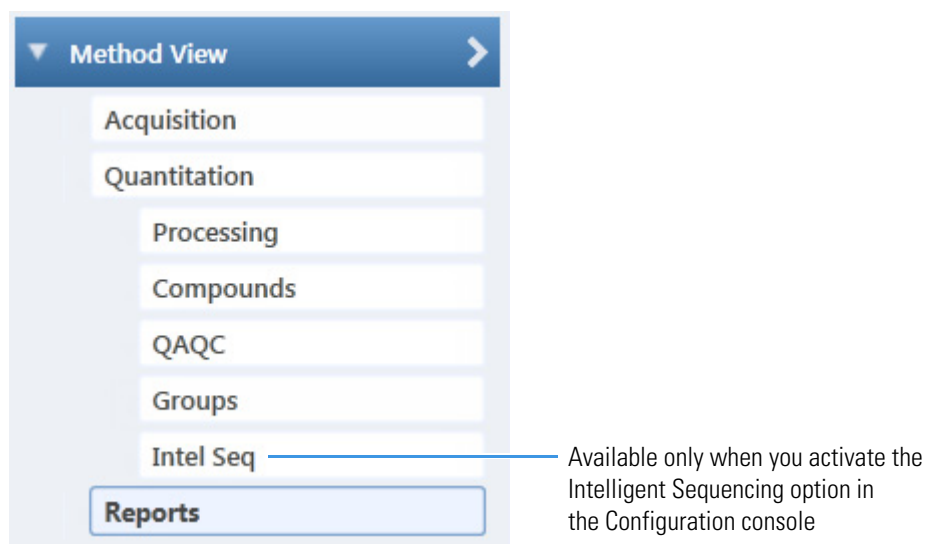 Method View
Acquisition
Quantitation
Processing
Compounds
QAQC
Groups
Intel Seq
Available only when you activate the
Intelligent Sequencing option in
the Configuration console
Reports